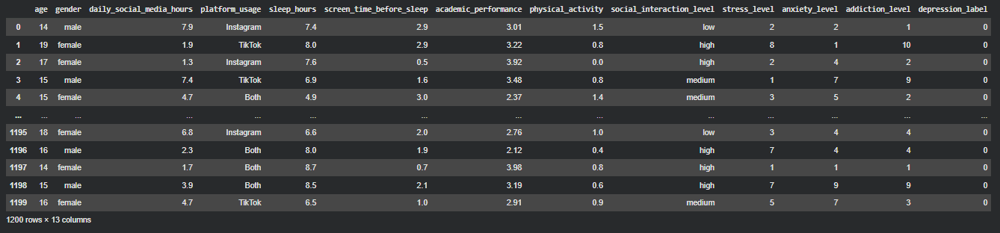 age gender daily_social_media_hours platform_usage sleep_hours screen_time_before_sleep academic_performance physical_activity social_interaction_level stress_level anxiety_level addiction_level depression_label
0 14 male 7.9 Instagram 7.4 2.9 3.01 1.5 low 2 2 1 0
1 19 female 1.9 TikTok 8.0 2.9 3.22 0.8 high 8 1 10 0
2 17 female 1.3 Instagram 7.6 0.5 3.92 0.0 high 2 4 2 0
3 15 male 7.4 TikTok 6.9 1.6 3.48 0.8 medium 1 7 9 0
4 15 female 4.7 Both 4.9 3.0 2.37 1.4 medium 3 5 2 0
... ... ... ... ... ... ... ... ... ... ... ... ... ...
1195 18 female 6.8 Instagram 6.6 2.0 2.76 1.0 low 3 4 4 0
1196 16 male 2.3 Both 8.0 1.9 2.12 0.4 high 7 4 4 0
1197 14 female 1.7 Both 8.7 0.7 3.98 0.8 high 1 1 1 0
1198 15 male 3.9 Both 8.5 2.1 3.19 0.6 high 7 9 9 0
1199 16 female 4.7 TikTok 6.5 1.0 2.91 0.9 medium 5 7 3 0
1200 rows × 13 columns